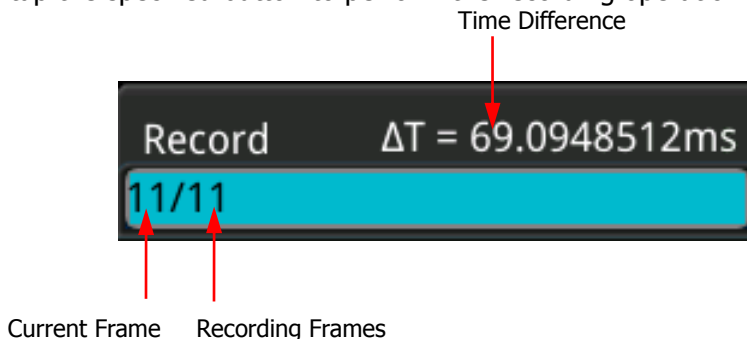 Time Difference
Record ΔT = 69.0948512ms
11/11
Current Frame Recording Frames